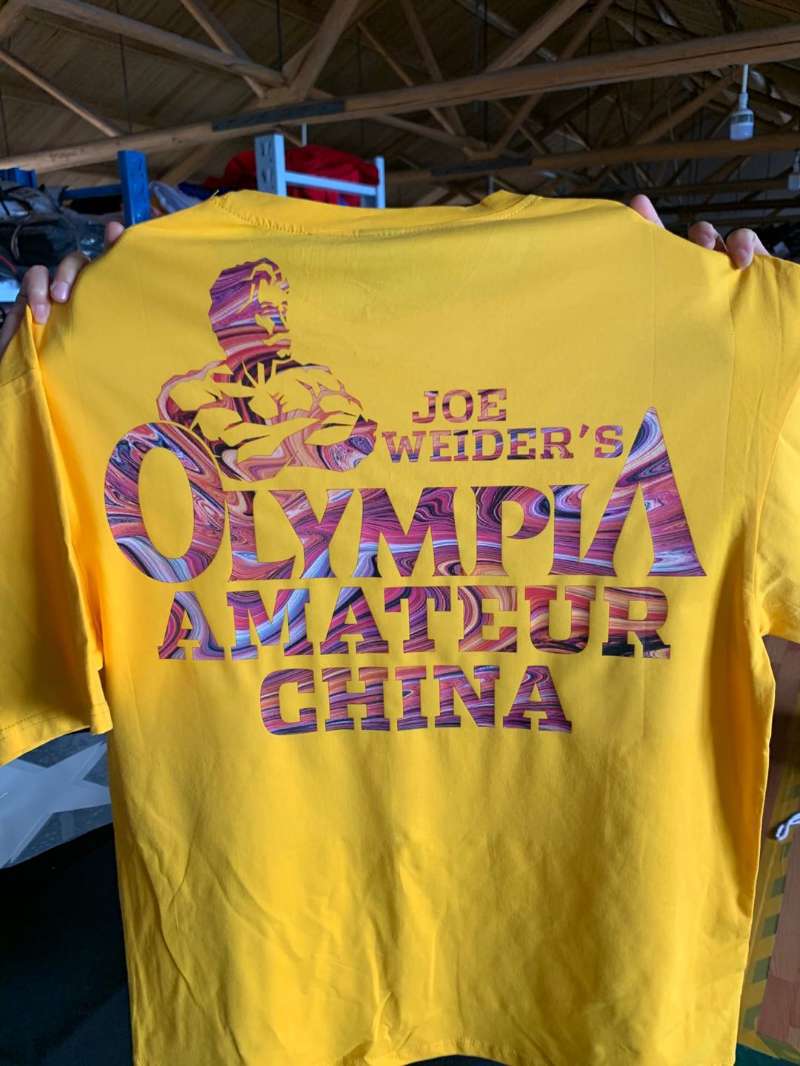 JOE
WEIDER'S
OLYMPIA
AMATEUR
CHINA